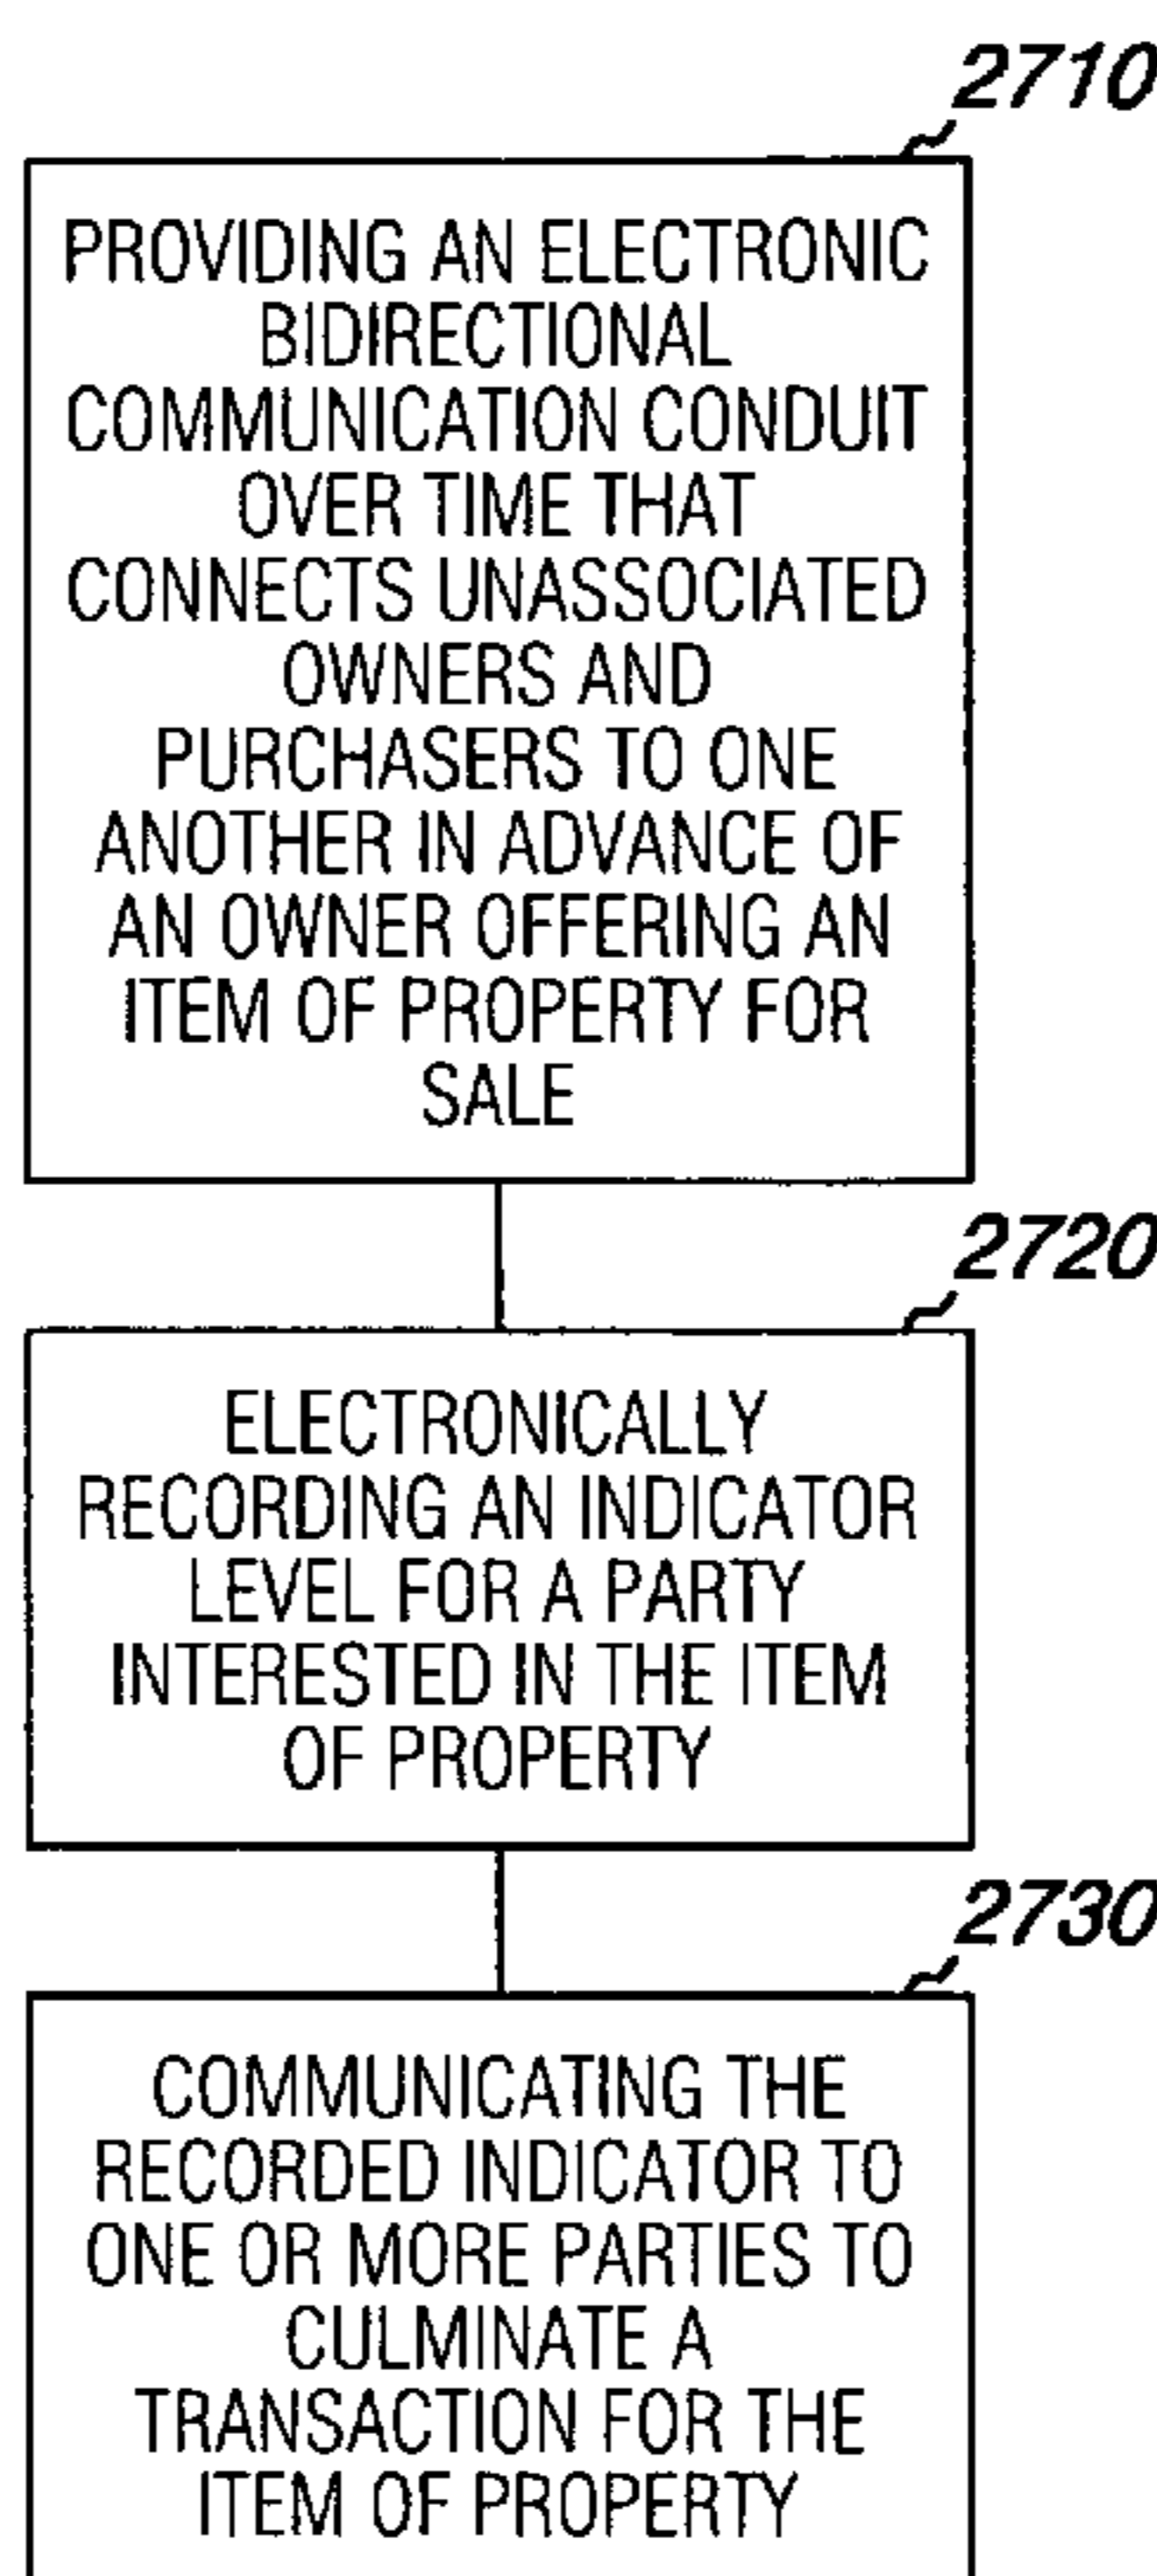 2710
PROVIDING AN ELECTRONIC
BIDIRECTIONAL
COMMUNICATION CONDUIT
OVER TIME THAT
CONNECTS UNASSOCIATED
OWNERS AND
PURCHASERS TO ONE
ANOTHER IN ADVANCE OF
AN OWNER OFFERING AN
ITEM OF PROPERTY FOR
SALE
2720
ELECTRONICALLY
RECORDING AN INDICATOR
LEVEL FOR A PARTY
INTERESTED IN THE ITEM
OF PROPERTY
2730
COMMUNICATING THE
RECORDED INDICATOR TO
ONE OR MORE PARTIES TO
CULMINATE A
TRANSACTION FOR THE
ITEM OF PROPERTY